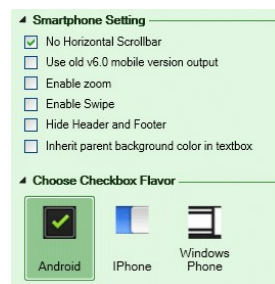 Smartphone Setting
No Horizontal Scrollbar
Use old v6.0 mobile version output
Enable zoom
Enable Swipe
Hide Header and Footer
Inherit parent background color in textbox
Choose Checkbox Flavor
Android
IPhone
Windows
Phone